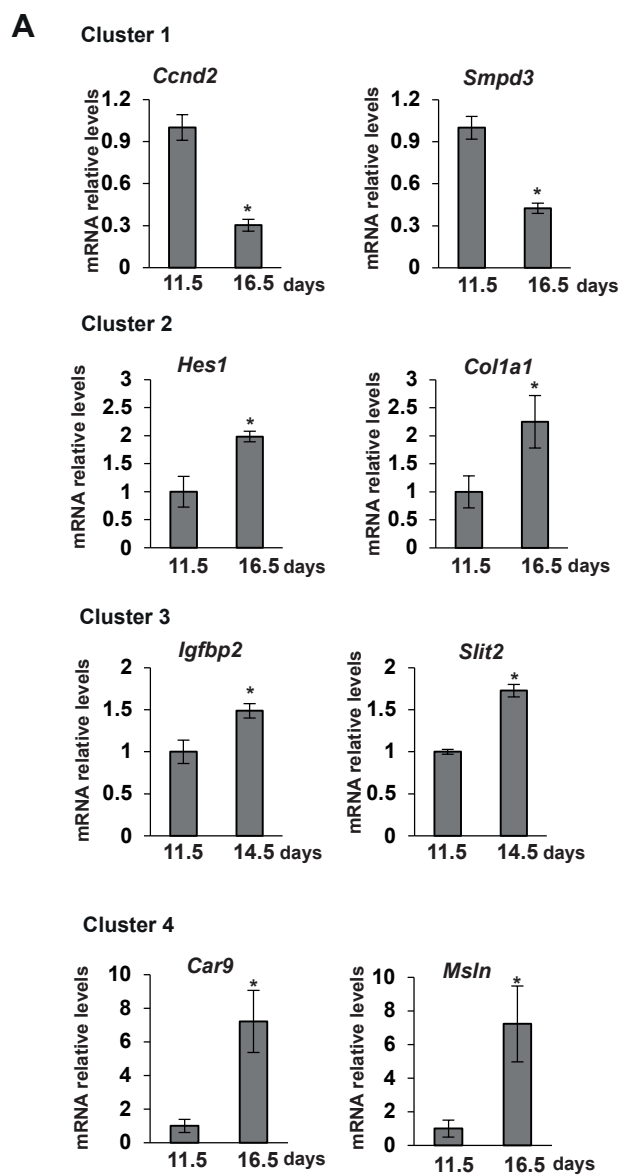 A
Cluster 1
Ccnd2
mRNA relative levels
1.2
0.9
0.6
0.3
0
*
11.5 16.5 days
Smpd3
mRNA relative levels
1.2
0.9
0.6
0.3
0
*
11.5 16.5 days
Cluster 2
Hes1
mRNA relative levels
3
2.5
2
1.5
1
0.5
0
*
11.5 16.5 days
Col1a1
mRNA relative levels
3
2.5
2
1.5
1
0.5
0
*
11.5 16.5 days
Cluster 3
Igfbp2
mRNA relative levels
2
1.5
1
0.5
0
*
11.5 14.5 days
Slit2
mRNA relative levels
2
1.5
1
0.5
0
*
11.5 14.5 days
Cluster 4
Car9
mRNA relative levels
10
8
6
4
2
0
*
11.5 16.5 days
Msln
mRNA relative levels
10
8
6
4
2
0
*
11.5 16.5 days